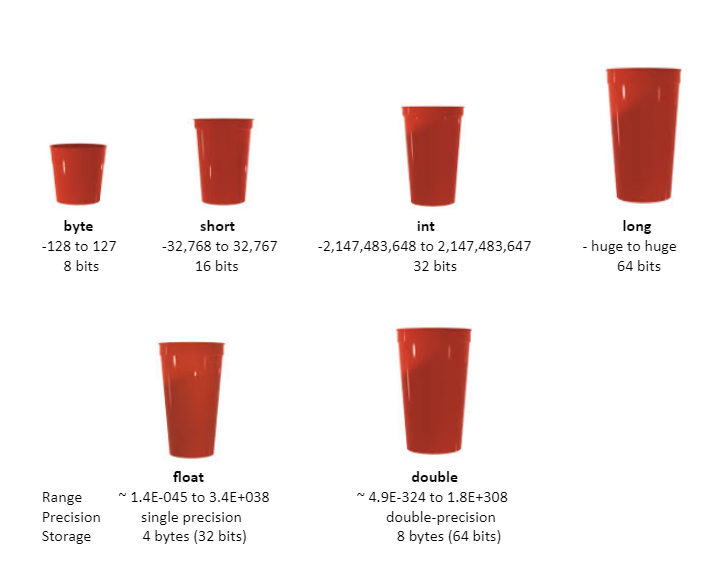 byte short int long
-128 to 127 -32,768 to 32,767 -2,147,483,648 to 2,147,483,647 - huge to huge
8 bits 16 bits 32 bits 64 bits
float double
Range ~ 1.4E-045 to 3.4E+038 ~ 4.9E-324 to 1.8E+308
Precision single precision double-precision
Storage 4 bytes (32 bits) 8 bytes (64 bits)